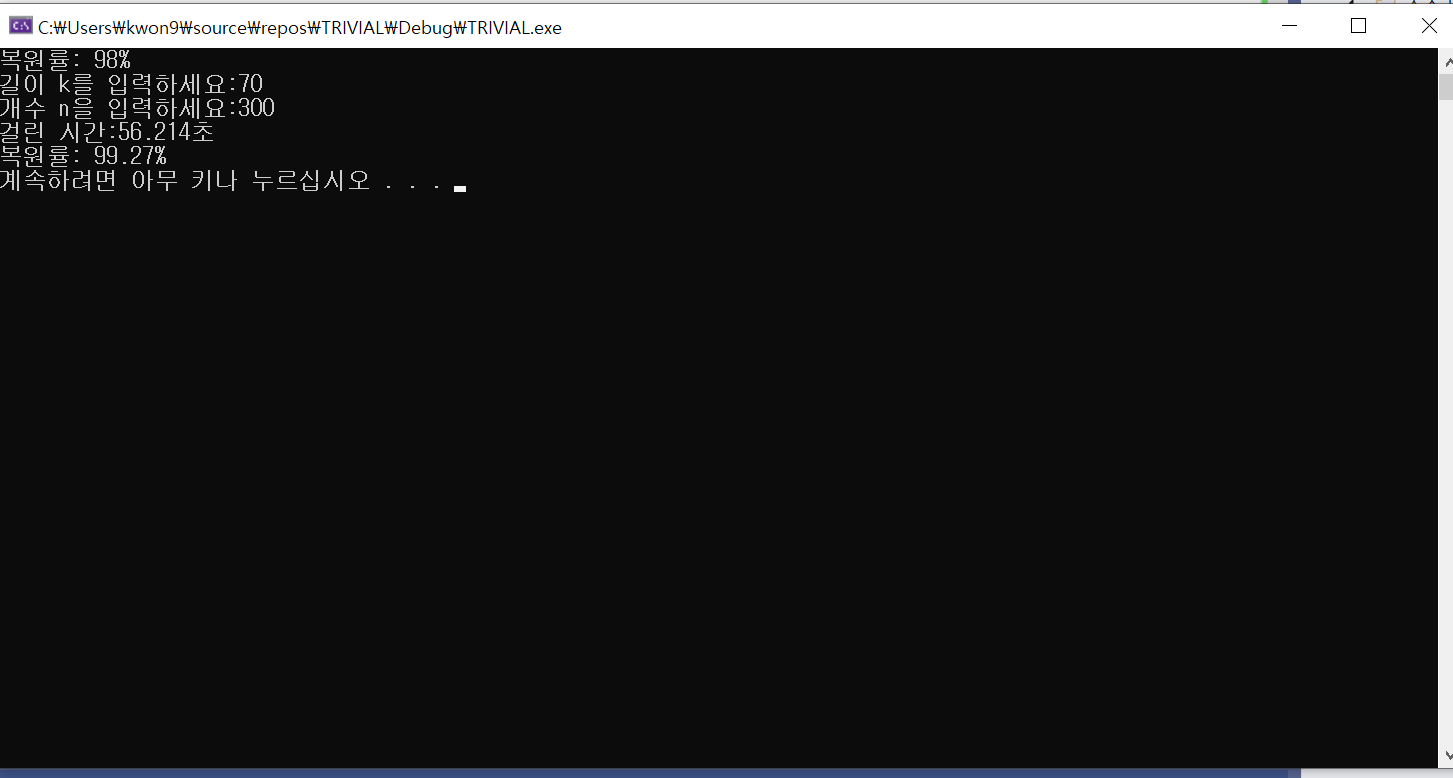 C:₩Users₩kwon9₩source₩repos₩TRIVIAL₩Debug₩TRIVIAL.exe
복원률: 98%
길이 k를 입력하세요:70
개수 n을 입력하세요:300
걸린 시간:56.214초
복원률: 99.27%
계속하려면 아무 키나 누르십시오 . . .